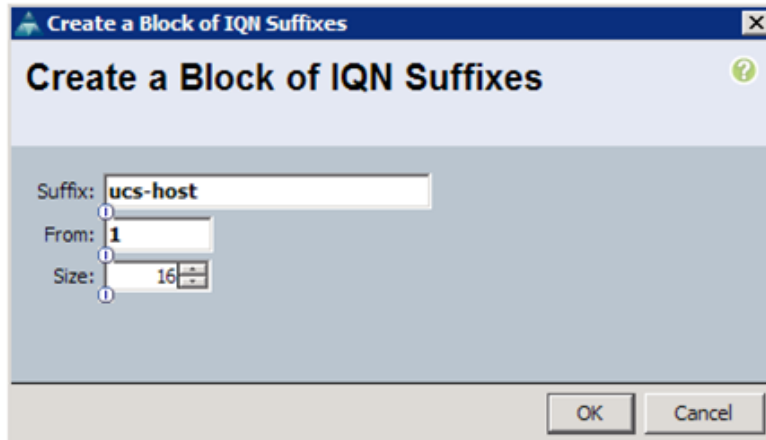 Create a Block of IQN Suffixes
Create a Block of IQN Suffixes
Suffix: ucs-host
From: 1
Size: 16
OK Cancel